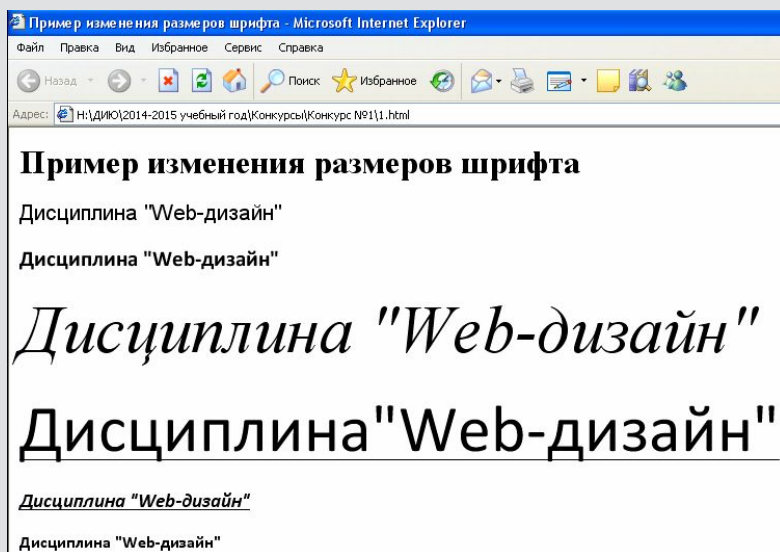 Пример изменения размеров шрифта - Microsoft Internet Explorer
Файл Правка Вид Избранное Сервис Справка
Назад Поиск Избранное
Адрес: H:\ДИЮ\2014-2015 учебный год\Конкурсы\Конкурс №1\1.html
Пример изменения размеров шрифта
Дисциплина "Web-дизайн"
Дисциплина "Web-дизайн"
Дисциплина "Web-дизайн"
Дисциплина"Web-дизайн"
Дисциплина "Web-дизайн"
Дисциплина "Web-дизайн"